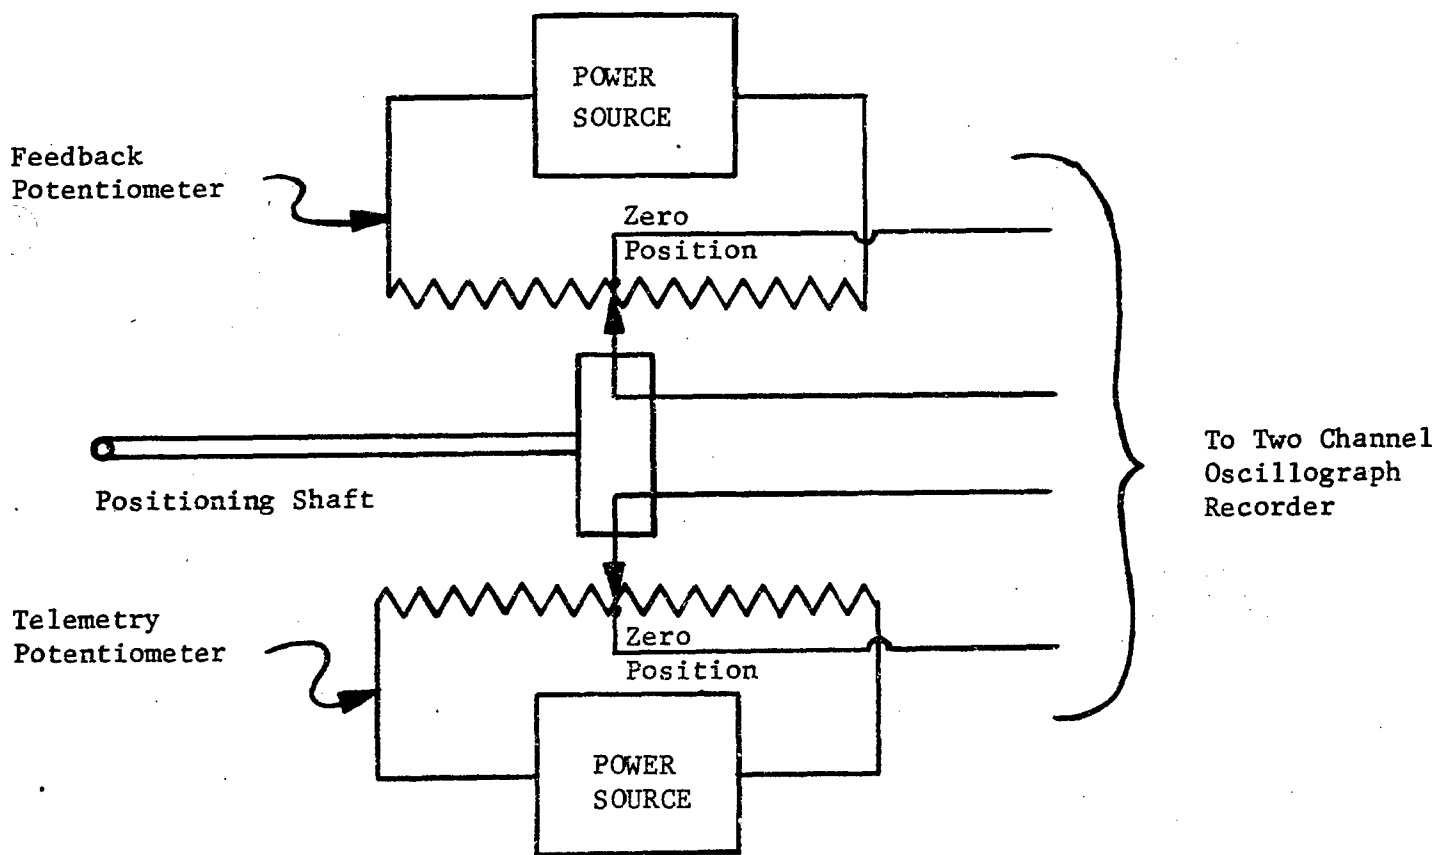 POWER
SOURCE
Feedback
Potentiometer
Zero
Position
To Two Channel
Oscillograph
Recorder
Positioning Shaft
Telemetry
Potentiometer
Zero
Position
POWER
SOURCE